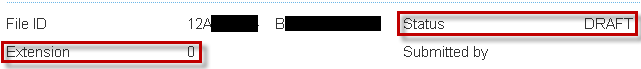 File ID 12A B Status DRAFT
Extension 0 Submitted by